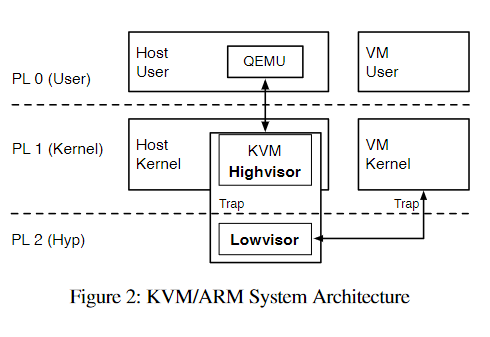 Host
User
QEMU
VM
User
PL 0 (User)
Host
Kernel
KVM
Highvisor
VM
Kernel
PL 1 (Kernel)
Trap
Trap
PL 2 (Hyp)
Lowvisor
Figure 2: KVM/ARM System Architecture